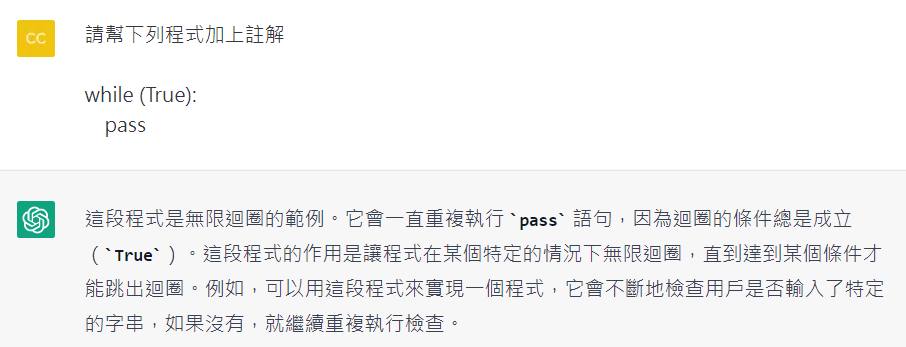 CC
請幫下列程式加上註解
while (True):
    pass
這段程式是無限迴圈的範例。它會一直重複執行 `pass` 語句，因為迴圈的條件總是成立
（`True`）。這段程式的作用是讓程式在某個特定的情況下無限迴圈，直到達到某個條件才
能跳出迴圈。例如，可以用這段程式來實現一個程式，它會不斷地檢查用戶是否輸入了特定
的字串，如果沒有，就繼續重複執行檢查。